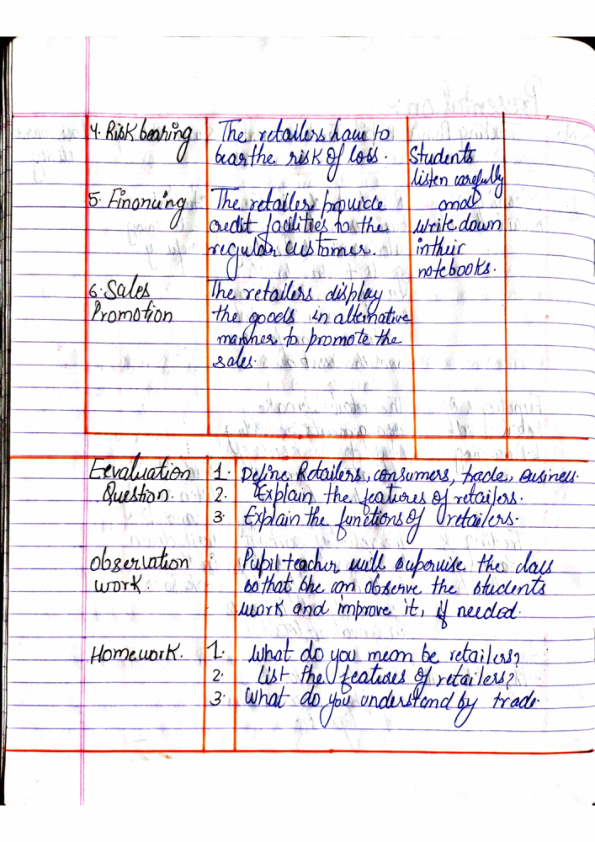 4. Risk bearing
The retailers have to
bear the risk of loss.
Students
listen carefully
and
write down
in their
notebooks.
5. Financing
The retailers provide
credit facilities to the
regular customer.
6. Sales
Promotion
The retailers display
the goods in alternative
manner to promote the
sales.
Eevaluation
Question.
1. Define Retailers, consumers, trade, Business.
2. Explain the features of retailers.
3. Explain the functions of retailers.
Observation
work.
: Pupil teacher will supervise the class
so that she can observe the students
work and improve it, if needed.
Homework.
1. What do you mean be retailers?
2. List the features of retailers?
3. What do you understand by trade.